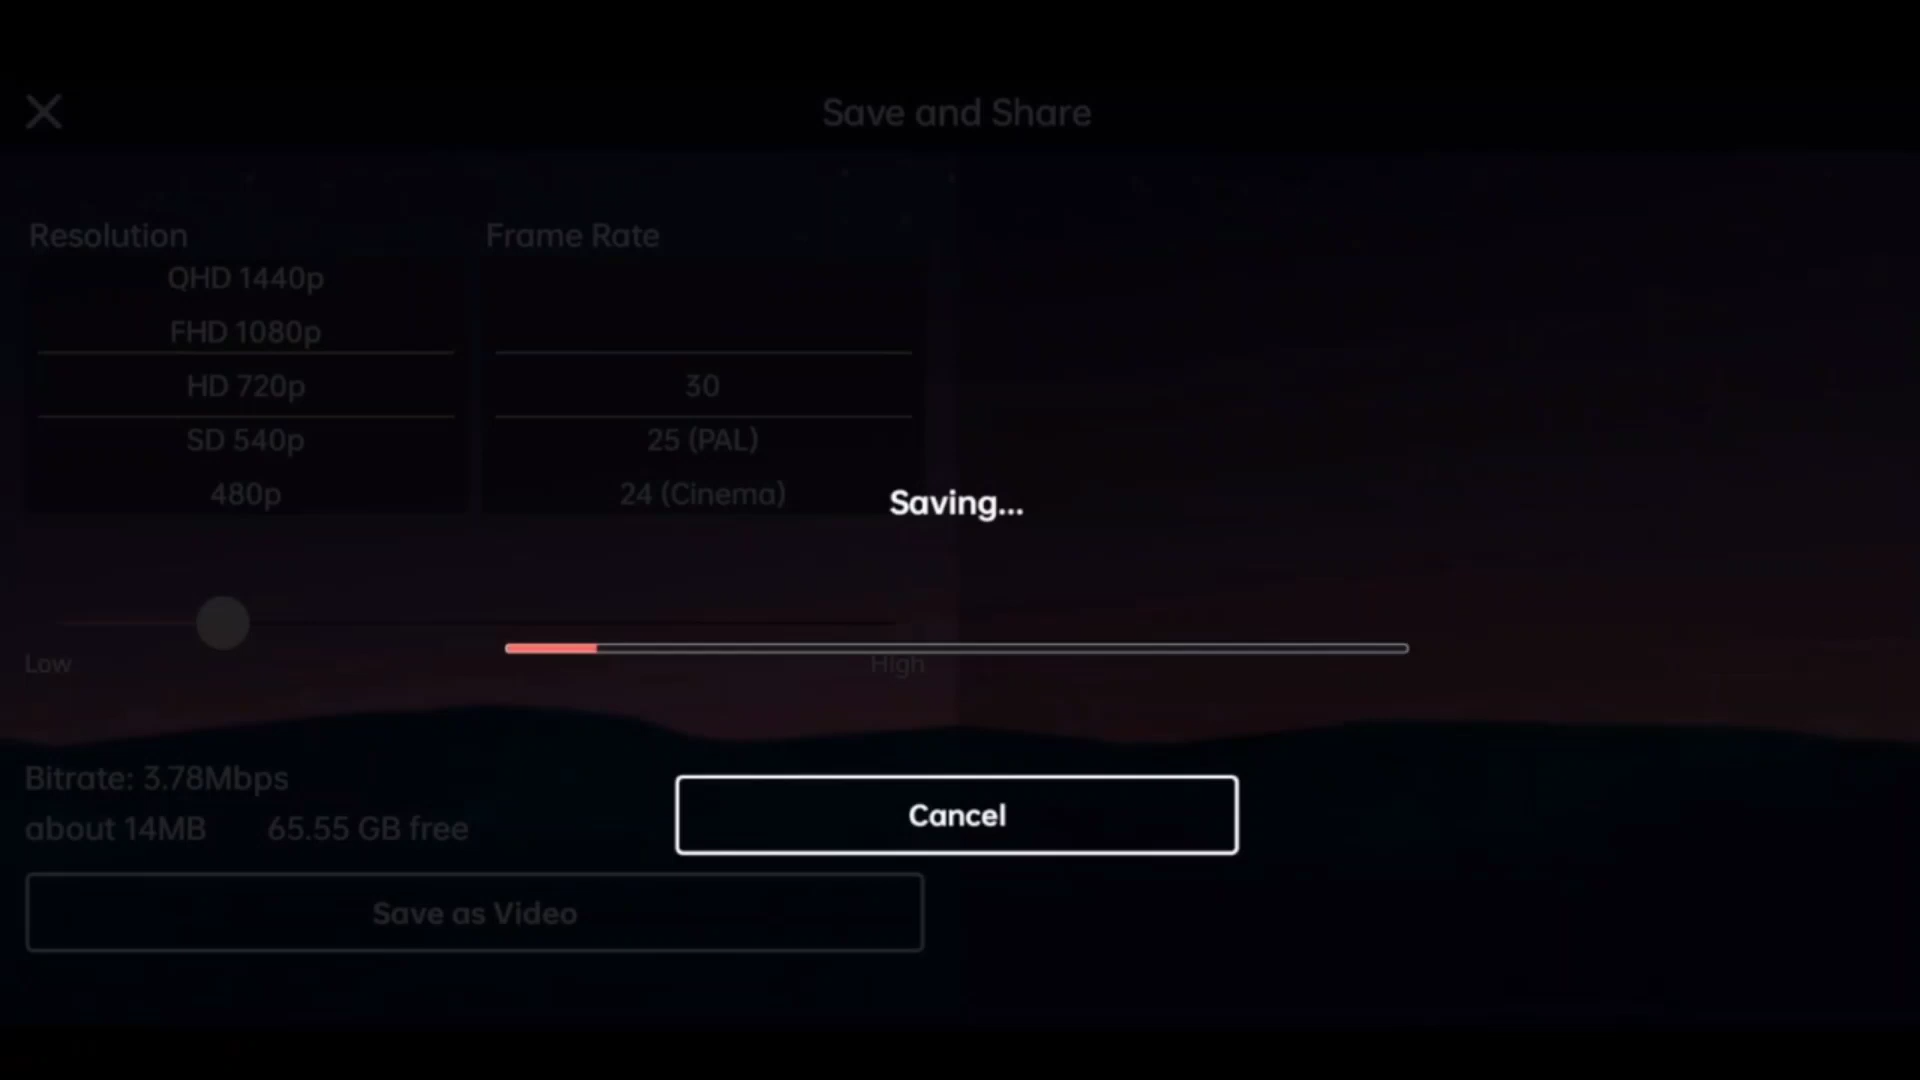 Save and Share
Resolution
Frame Rate
QHD 1440p
FHD 1080p
HD 720p
30
SD 540p
25 (PAL)
480p
24 (Cinema)
Saving...
Low
High
Bitrate: 3.78Mbps
about 14MB 65.55 GB free
Cancel
Save as Video